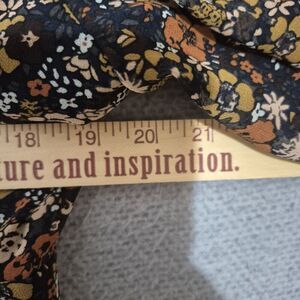 18 19 20 21
ture and inspiration.